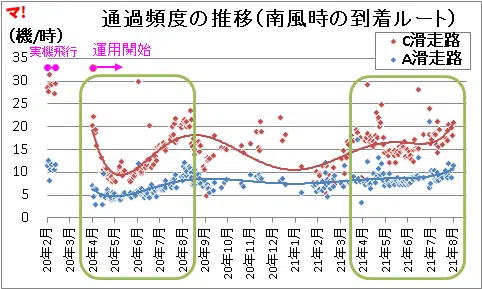 マ!
通過頻度の推移(南風時の到着ルート)
(機/時)
実機飛行
運用開始
C滑走路
A滑走路
35
30
25
20
15
10
5
0
20年2月
20年3月
20年4月
20年5月
20年6月
20年7月
20年8月
20年9月
20年10月
20年11月
20年12月
21年1月
21年2月
21年3月
21年4月
21年5月
21年6月
21年7月
21年8月